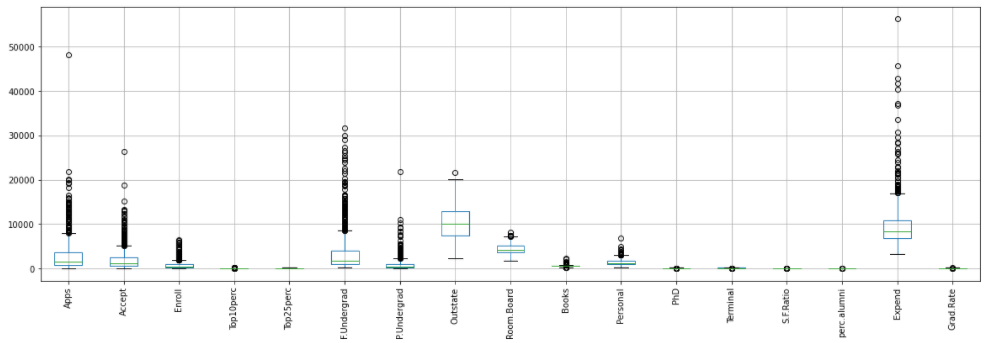 50000
40000
30000
20000
10000
0
Apps
Accept
Enroll
Top10perc
Top25perc
F.Undergrad
P.Undergrad
Outstate
Room.Board
Books
Personal
PhD
Terminal
S.F.Ratio
perc.alumni
Expend
Grad.Rate